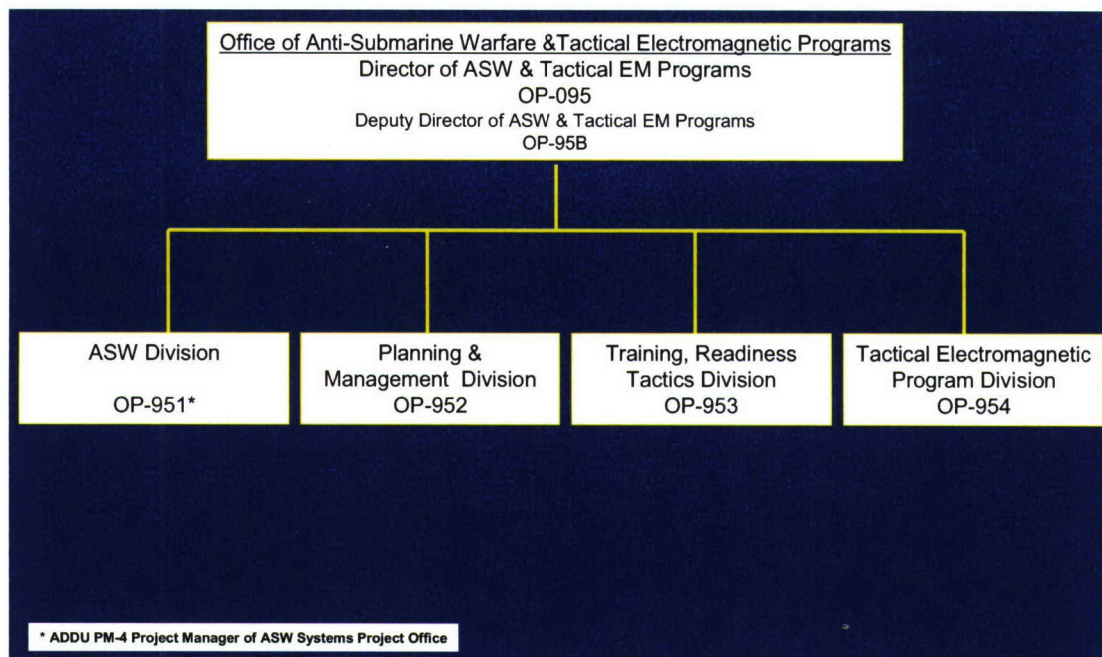 Office of Anti-Submarine Warfare &Tactical Electromagnetic Programs
Director of ASW & Tactical EM Programs
OP-095
Deputy Director of ASW & Tactical EM Programs
OP-95B
ASW Division
OP-951*
Planning &
Management Division
OP-952
Training, Readiness
Tactics Division
OP-953
Tactical Electromagnetic
Program Division
OP-954
* ADDU PM-4 Project Manager of ASW Systems Project Office